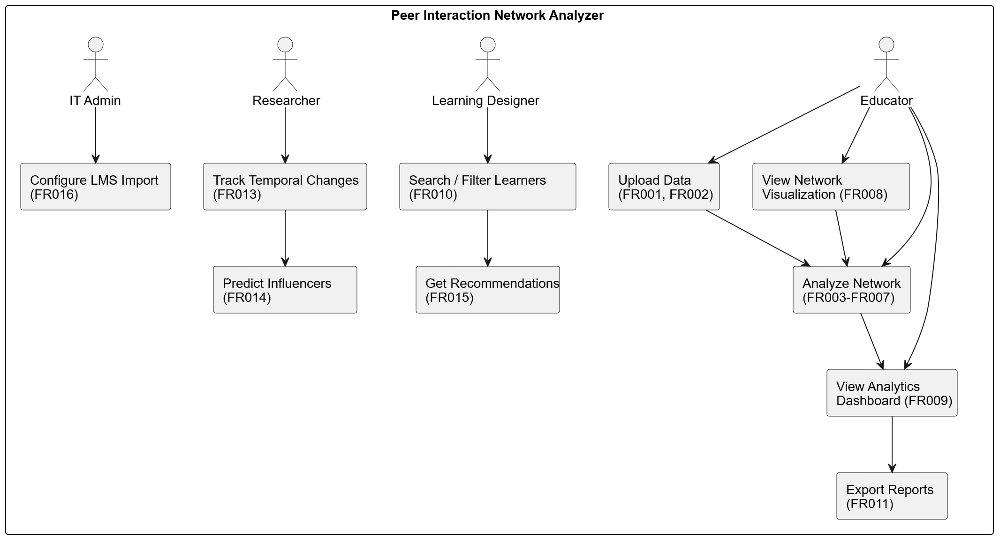 Peer Interaction Network Analyzer
IT Admin
Researcher
Learning Designer
Educator
Configure LMS Import
(FR016)
Track Temporal Changes
(FR013)
Search / Filter Learners
(FR010)
Upload Data
(FR001, FR002)
View Network
Visualization (FR008)
Predict Influencers
(FR014)
Get Recommendations
(FR015)
Analyze Network
(FR003-FR007)
View Analytics
Dashboard (FR009)
Export Reports
(FR011)